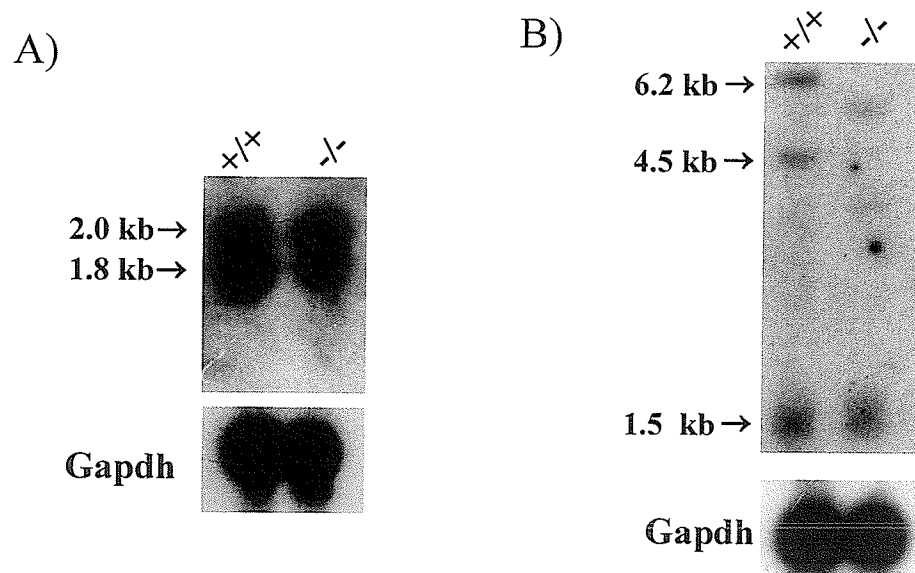 A)
+/+ -/-
2.0 kb→
1.8 kb→
Gapdh
B)
+/+ -/-
6.2 kb→
4.5 kb→
1.5 kb→
Gapdh